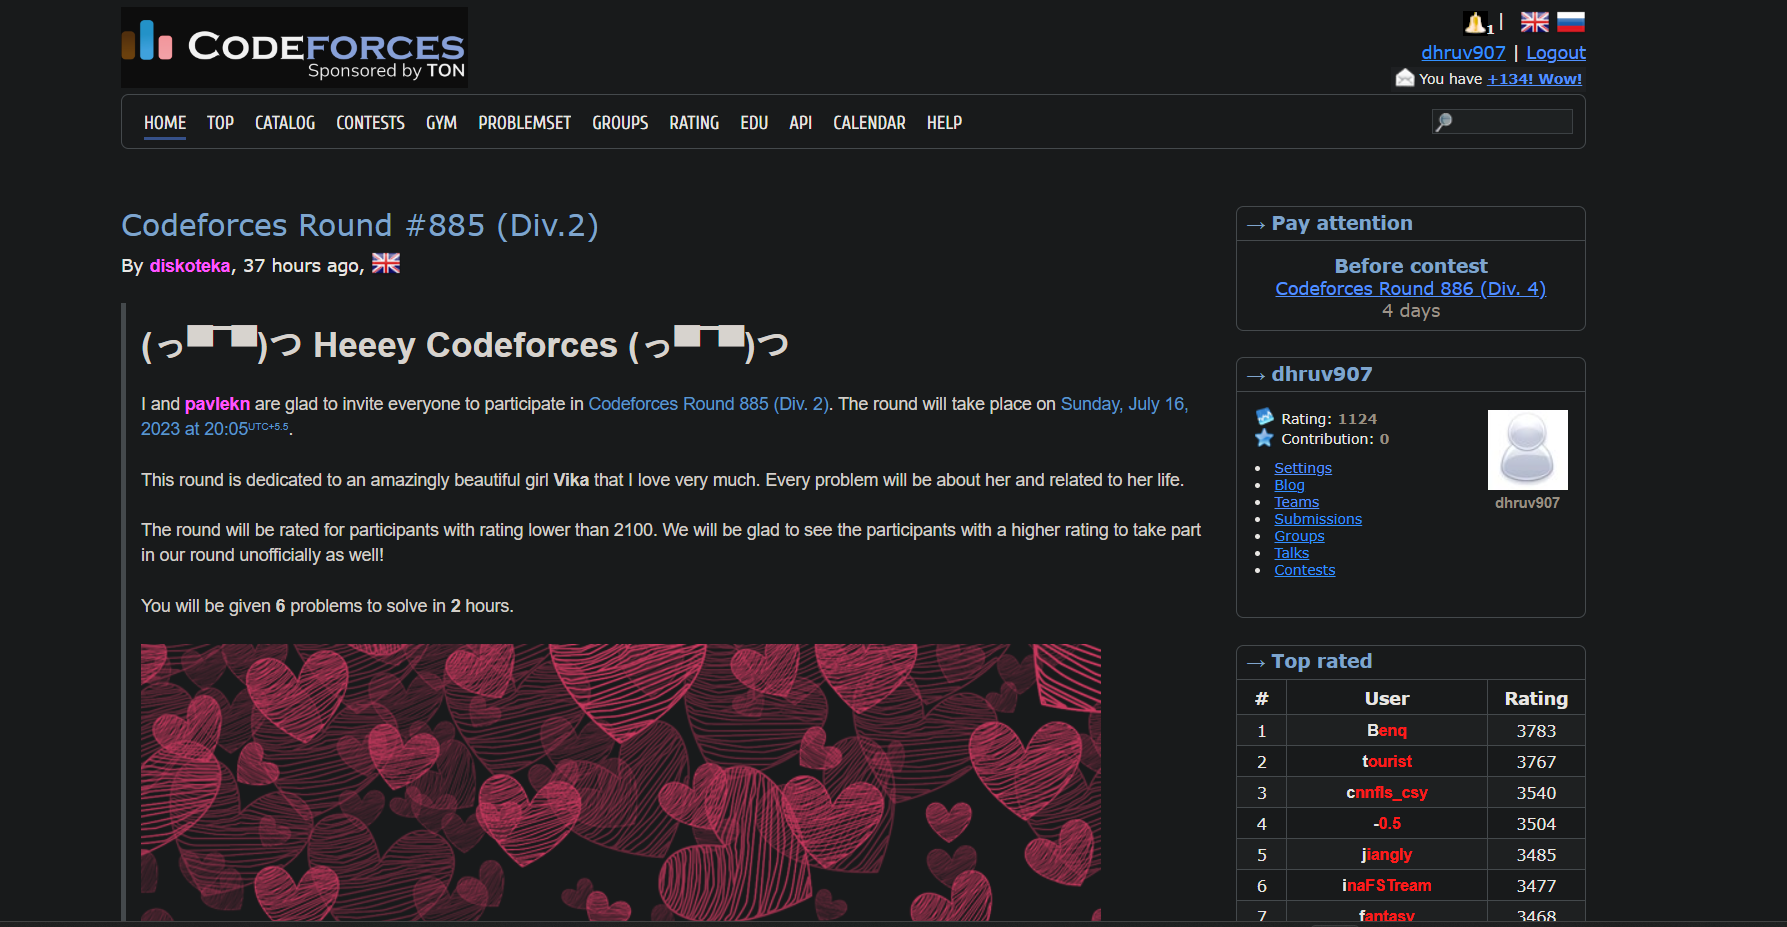 CODEFORCES
Sponsored by TON
1 |
dhruv907 | Logout
You have +134! Wow!
HOME TOP CATALOG CONTESTS GYM PROBLEMSET GROUPS RATING EDU API CALENDAR HELP
Codeforces Round #885 (Div.2)
By diskoteka, 37 hours ago,
(っ▀¯▀)つ Heeey Codeforces (っ▀¯▀)つ
I and pavlekn are glad to invite everyone to participate in Codeforces Round 885 (Div. 2). The round will take place on Sunday, July 16,
2023 at 20:05UTC+5.5.
This round is dedicated to an amazingly beautiful girl Vika that I love very much. Every problem will be about her and related to her life.
The round will be rated for participants with rating lower than 2100. We will be glad to see the participants with a higher rating to take part
in our round unofficially as well!
You will be given 6 problems to solve in 2 hours.
→ Pay attention
Before contest
Codeforces Round 886 (Div. 4)
4 days
→ dhruv907
Rating: 1124
Contribution: 0
Settings
Blog
Teams
Submissions
Groups
Talks
Contests
dhruv907
→ Top rated
# User Rating
1 Benq 3783
2 tourist 3767
3 cnnfls_csy 3540
4 -0.5 3504
5 jiangly 3485
6 inaFSTream 3477
7 fantasy 3468